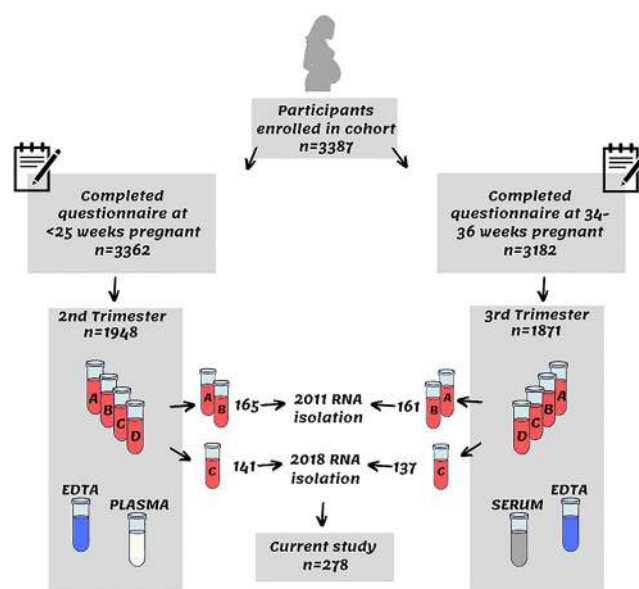 Participants
enrolled in cohort
n=3387
Completed
questionnaire at
<25 weeks pregnant
n=3362
Completed
questionnaire at 34-
36 weeks pregnant
n=3182
2nd Trimester
n=1948
A
B
C
D
EDTA
PLASMA
A
B
165
C
141
2011 RNA
isolation
2018 RNA
isolation
161
B
A
137
C
Current study
n=278
3rd Trimester
n=1871
D
C
B
A
SERUM
EDTA